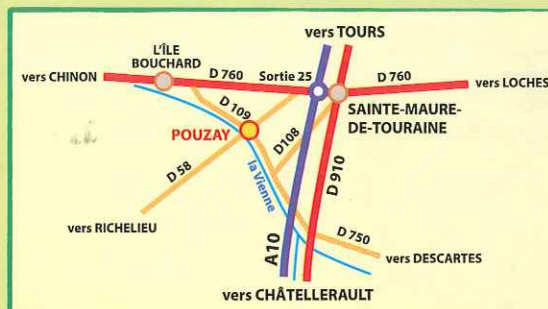 vers TOURS
L'ÎLE
BOUCHARD
vers CHINON
D 760
Sortie 25
D 760
vers LOCHES
SAINTE-MAURE-
DE-TOURAINE
D 109
POUZAY
D108
D 910
D 58
la Vienne
vers RICHELIEU
D 750
A10
vers DESCARTES
vers CHÂTELLERAULT